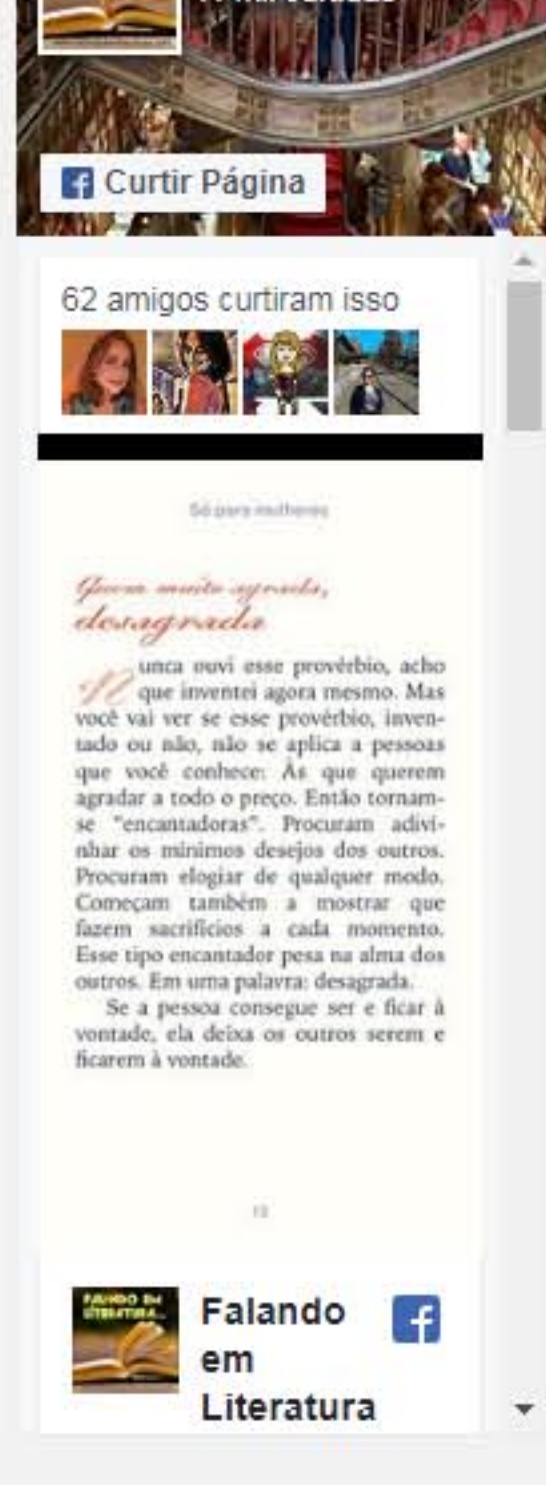 Curtir Página
62 amigos curtiram isso
Só para mulheres
Quem muito agrada,
desagrada
Nunca ouvi esse provérbio, acho
que inventei agora mesmo. Mas
você vai ver se esse provérbio, inven-
tado ou não, não se aplica a pessoas
que você conhece: As que querem
agradar a todo o preço. Então tornam-
se "encantadoras". Procuram adivi-
nhar os mínimos desejos dos outros.
Procuram elogiar de qualquer modo.
Começam também a mostrar que
fazem sacrifícios a cada momento.
Esse tipo encantador pesa na alma dos
outros. Em uma palavra: desagrada.
Se a pessoa consegue ser e ficar à
vontade, ela deixa os outros serem e
ficarem à vontade.
FALANDO EM
LITERATURA...
Falando
em
Literatura